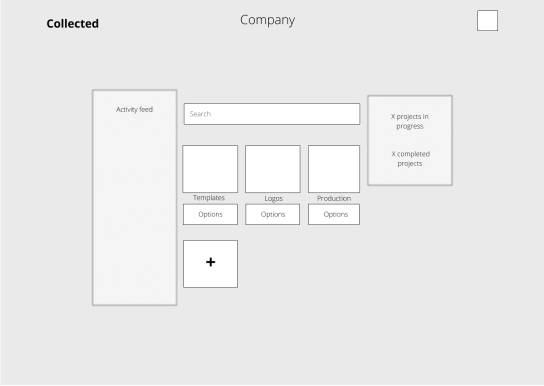 Collected
Company
Activity feed
Search
X projects in
progress
X completed
projects
Templates
Logos
Production
Options
Options
Options
+